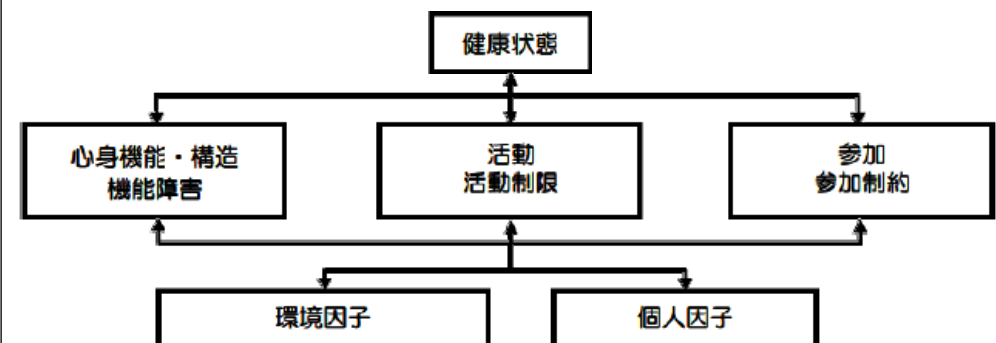 健康状態
心身機能・構造
機能障害
活動
活動制限
参加
参加制約
環境因子
個人因子